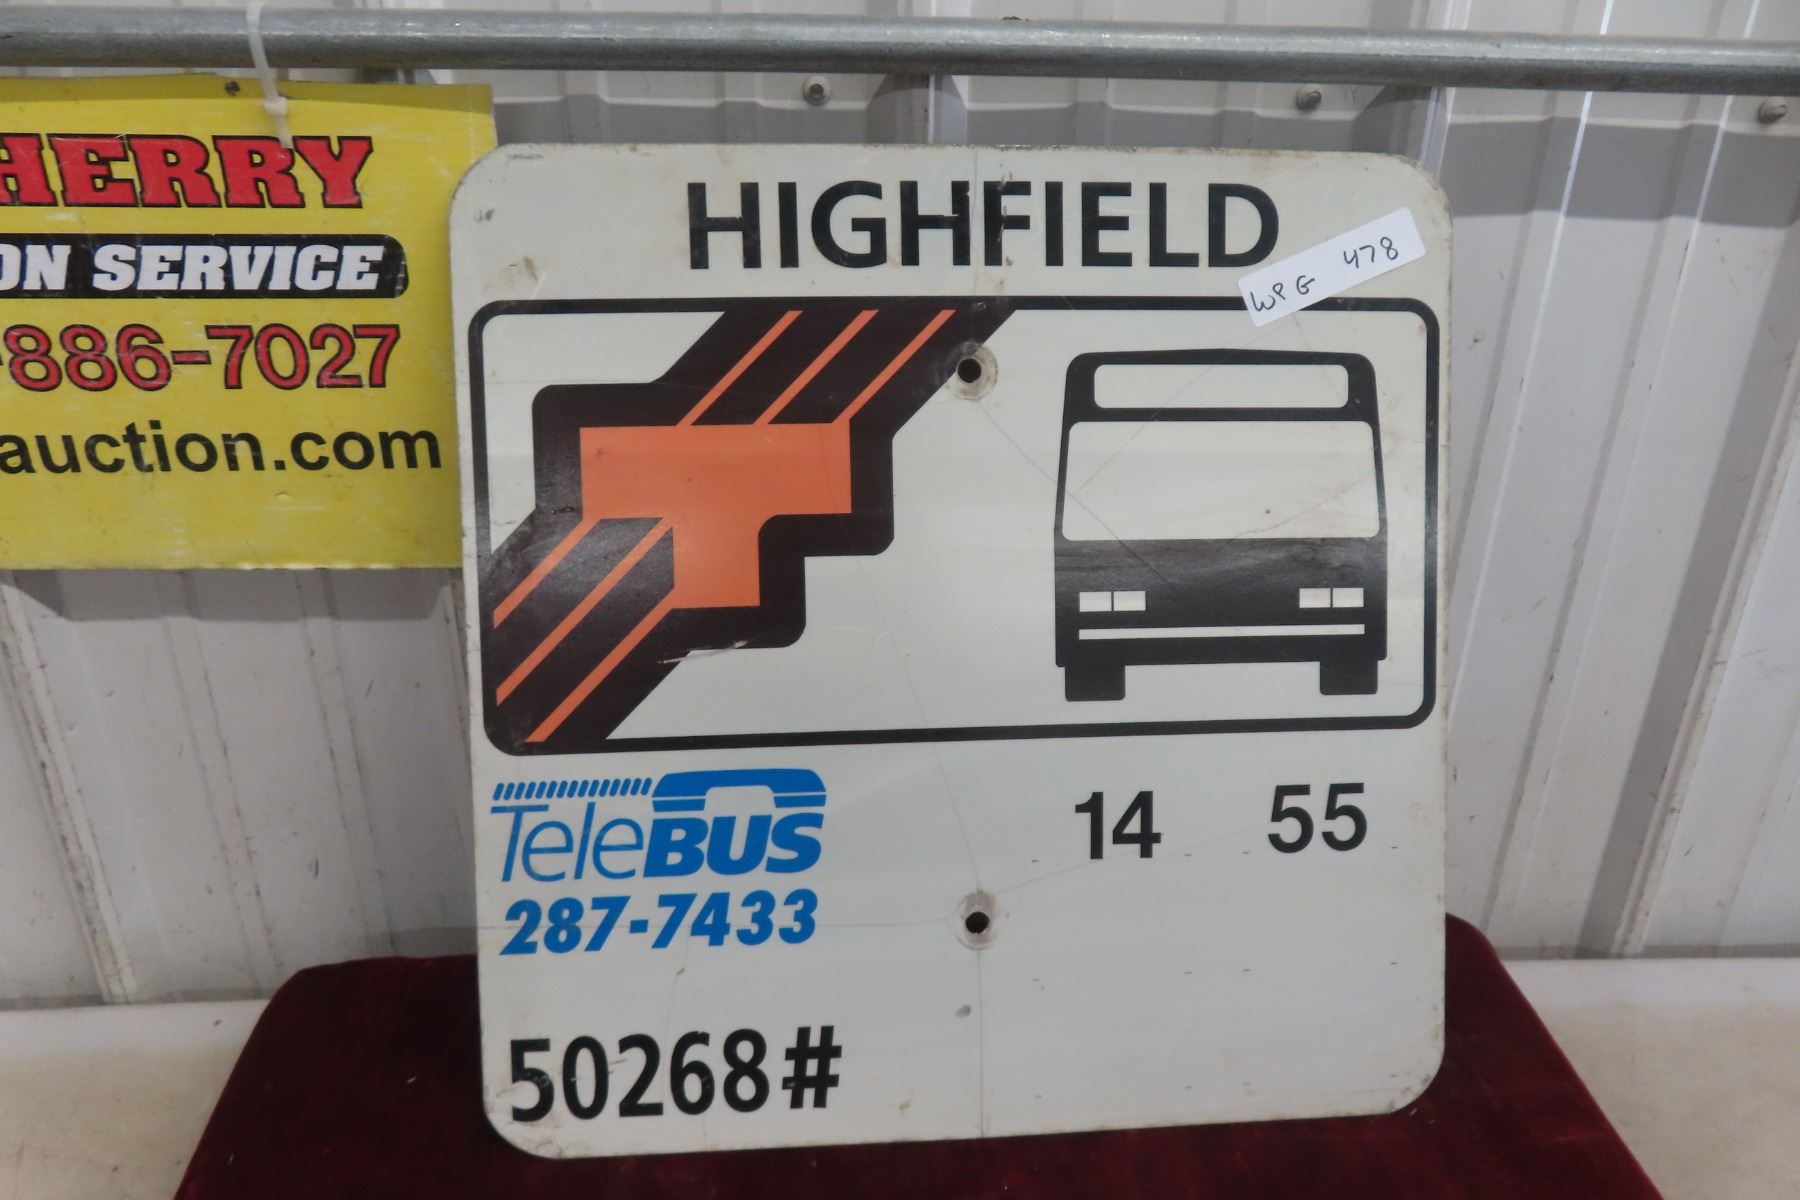 HERRY
ON SERVICE
-886-7027
auction.com
HIGHFIELD
WPG 478
TeleBUS
287-7433
14 55
50268#